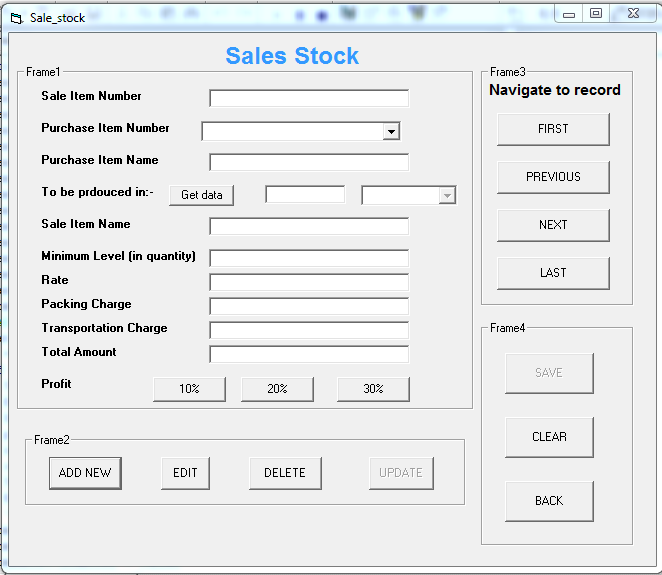 Sale_stock
Sales Stock
Frame1
Sale Item Number
Purchase Item Number
Purchase Item Name
To be prdouced in:- Get data
Sale Item Name
Minimum Level (in quantity)
Rate
Packing Charge
Transportation Charge
Total Amount
Profit 10% 20% 30%
Frame2
ADD NEW EDIT DELETE UPDATE
Frame3
Navigate to record
FIRST
PREVIOUS
NEXT
LAST
Frame4
SAVE
CLEAR
BACK